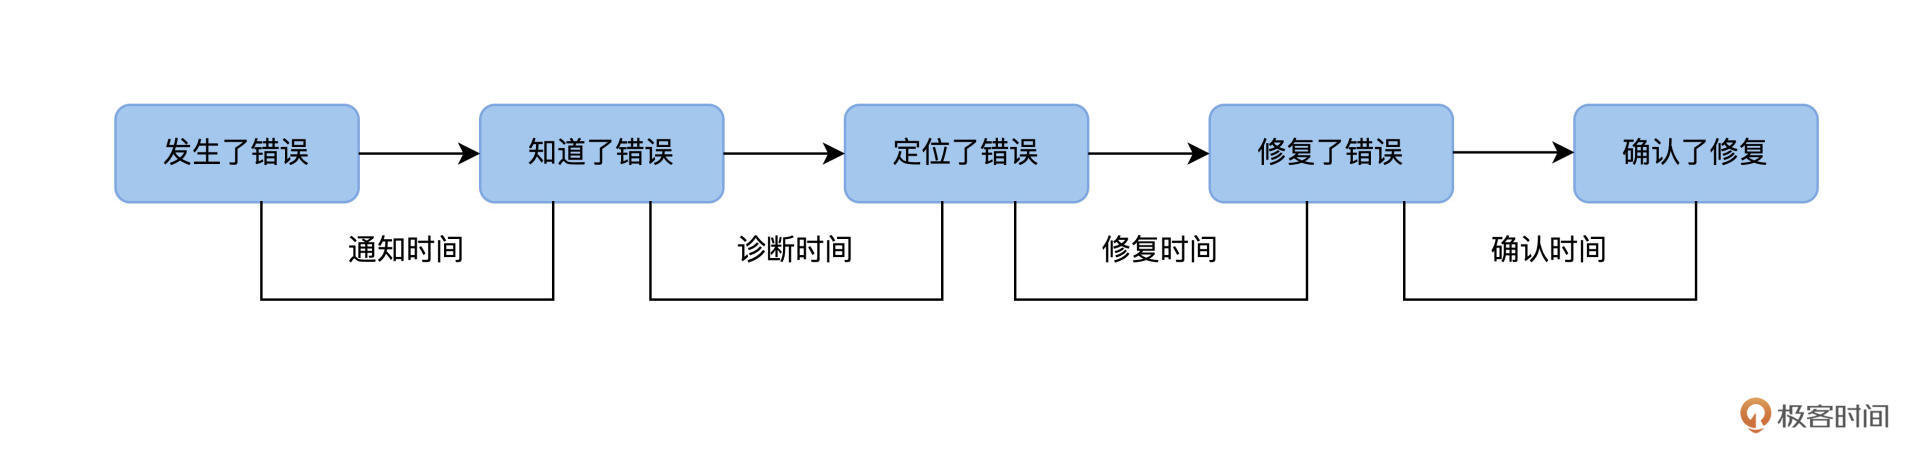 发生了错误
知道了错误
定位了错误
修复了错误
确认了修复
通知时间
诊断时间
修复时间
确认时间
极客时间